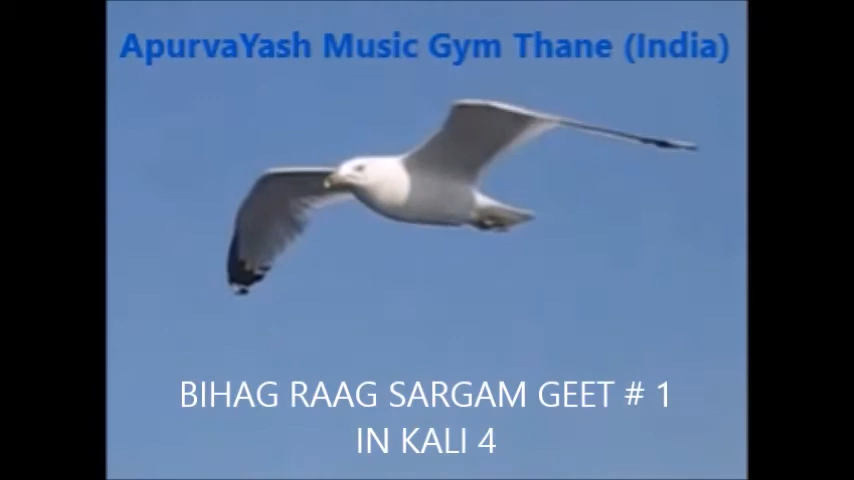 ApurvaYash Music Gym Thane (India)
BIHAG RAAG SARGAM GEET # 1
IN KALI 4